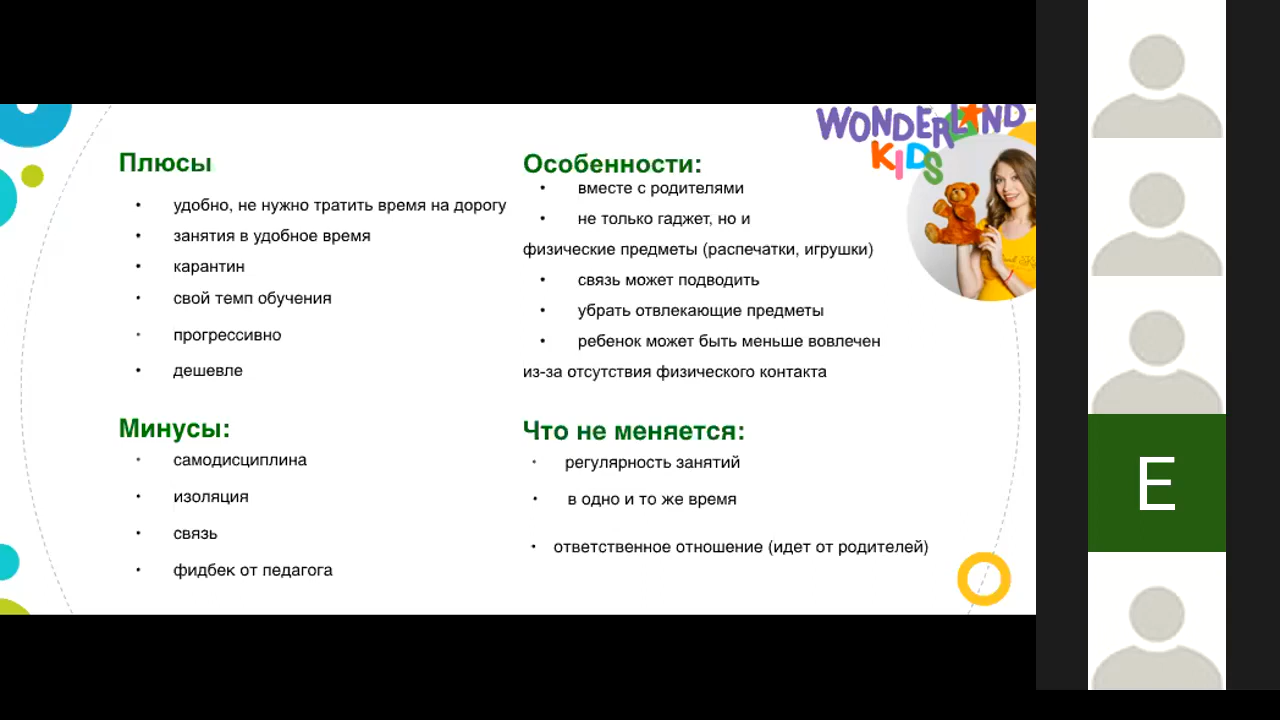 WONDERLAND
KIDS
Плюсы
удобно, не нужно тратить время на дорогу
занятия в удобное время
карантин
свой темп обучения
прогрессивно
дешевле
Минусы:
самодисциплина
изоляция
связь
фидбек от педагога
Особенности:
вместе с родителями
не только гаджет, но и
физические предметы (распечатки, игрушки)
связь может подводить
убрать отвлекающие предметы
ребенок может быть меньше вовлечен
из-за отсутствия физического контакта
Что не меняется:
регулярность занятий
в одно и то же время
ответственное отношение (идет от родителей)
E